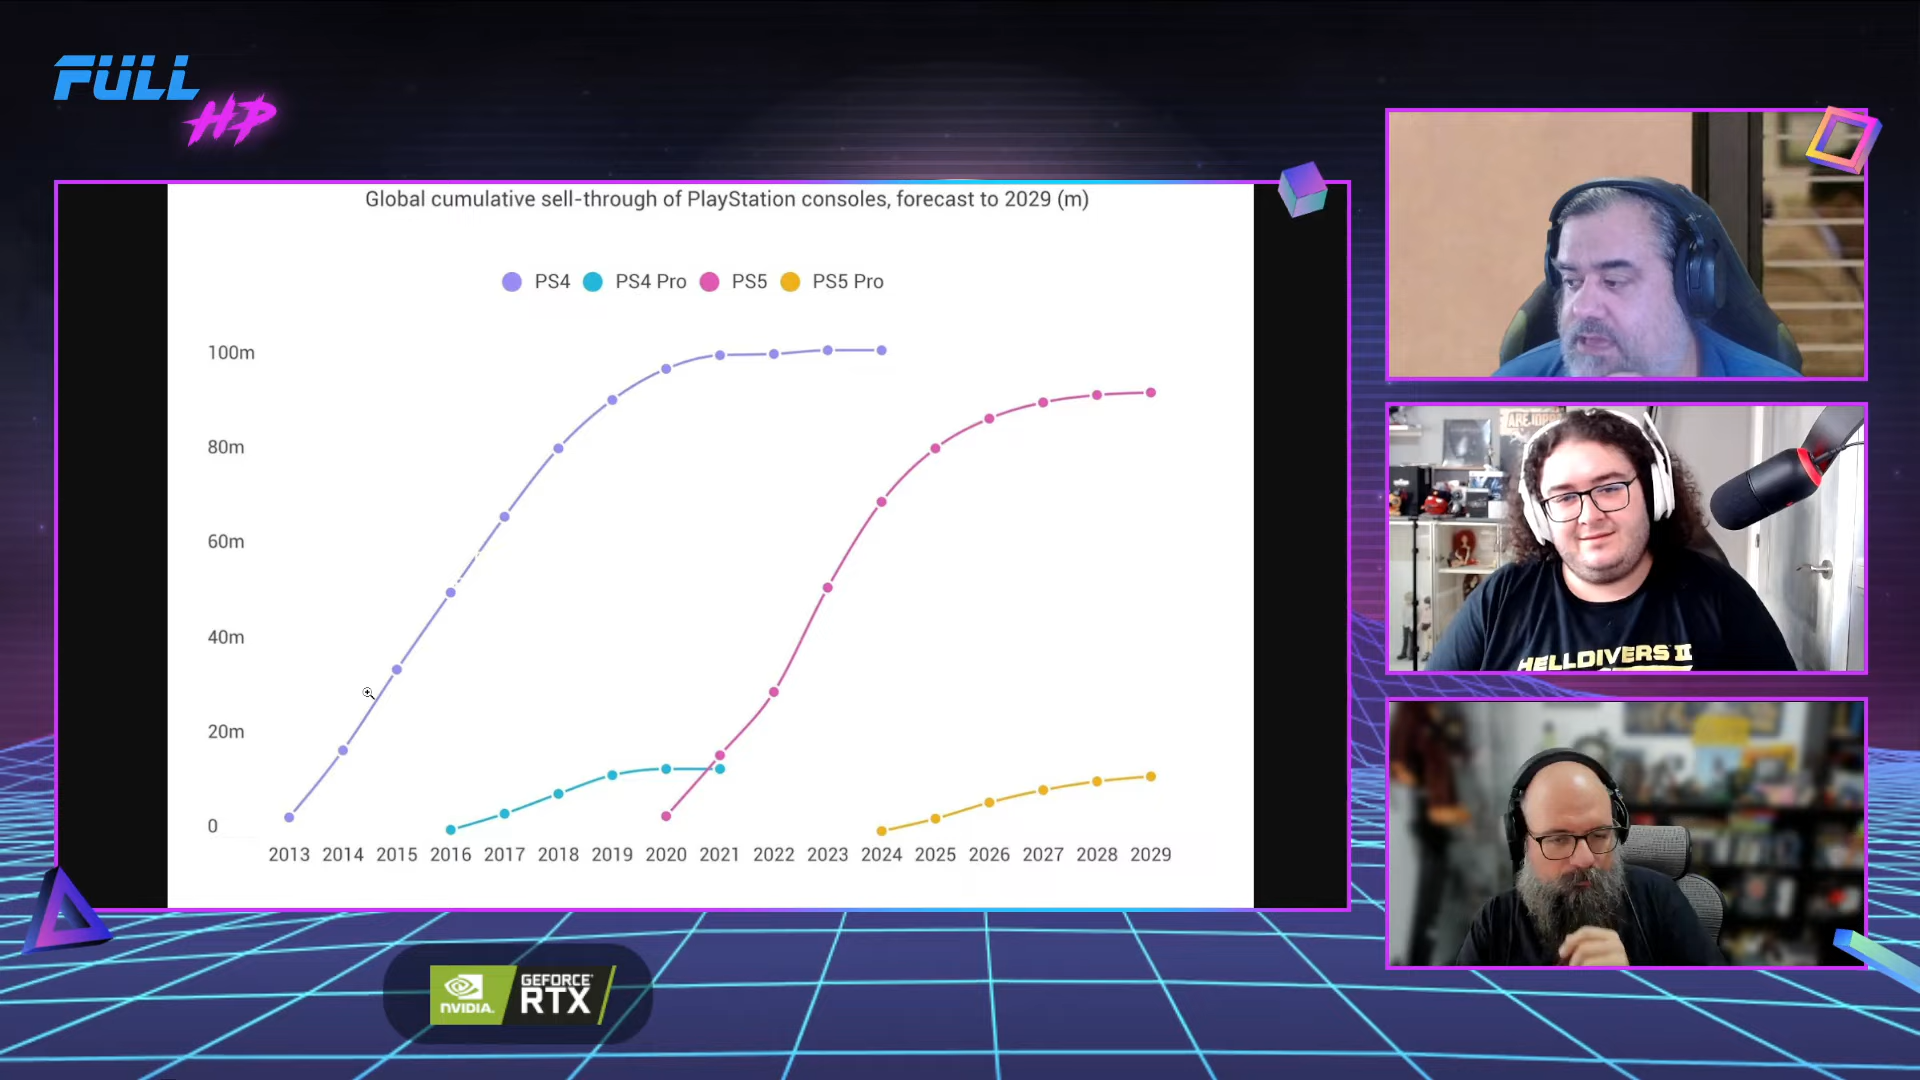 FULL
HP
Global cumulative sell-through of PlayStation consoles, forecast to 2029 (m)
PS4 PS4 Pro PS5 PS5 Pro
100m
80m
60m
40m
20m
0
2013 2014 2015 2016 2017 2018 2019 2020 2021 2022 2023 2024 2025 2026 2027 2028 2029
HELLDIVERS II
NVIDIA. GEFORCE RTX